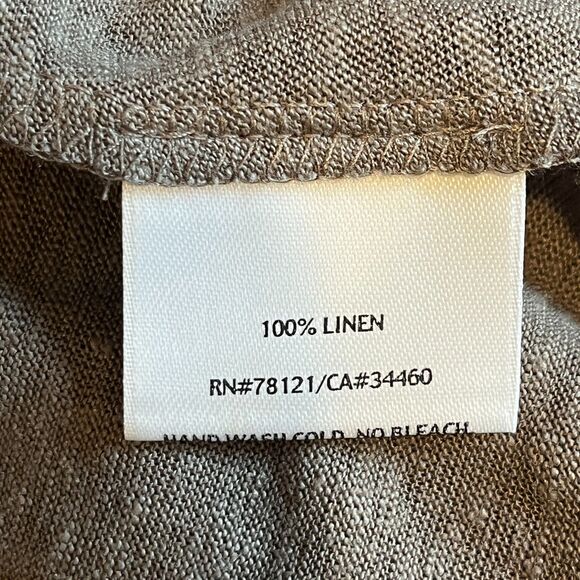 100% LINEN
RN#78121/CA#34460
HAND WASH COLD, NO BLEACH